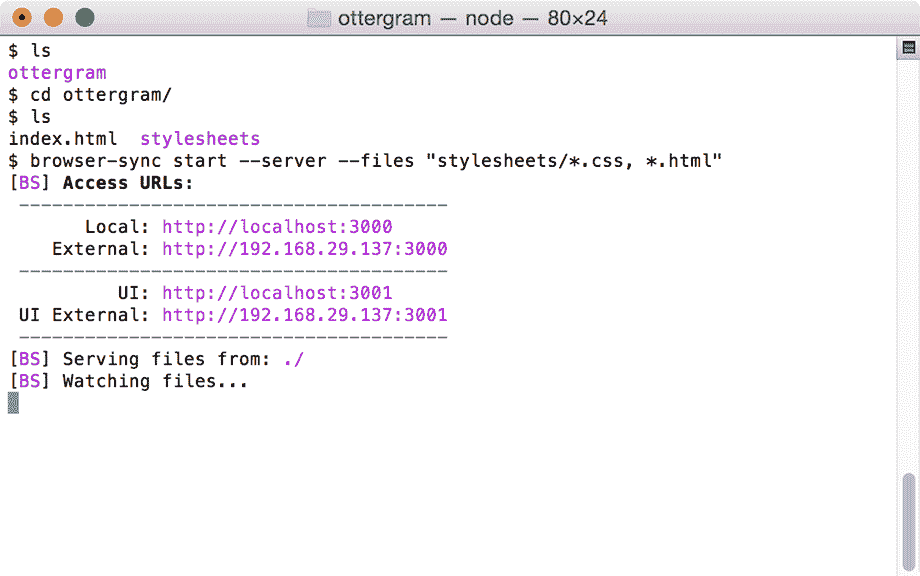 ottergram — node — 80×24
$ ls
ottergram
$ cd ottergram/
$ ls
index.html  stylesheets
$ browser-sync start --server --files "stylesheets/*.css, *.html"
[BS] Access URLs:
 ---------------------------------------
       Local: http://localhost:3000
    External: http://192.168.29.137:3000
 ---------------------------------------
          UI: http://localhost:3001
 UI External: http://192.168.29.137:3001
 ---------------------------------------
[BS] Serving files from: ./
[BS] Watching files...